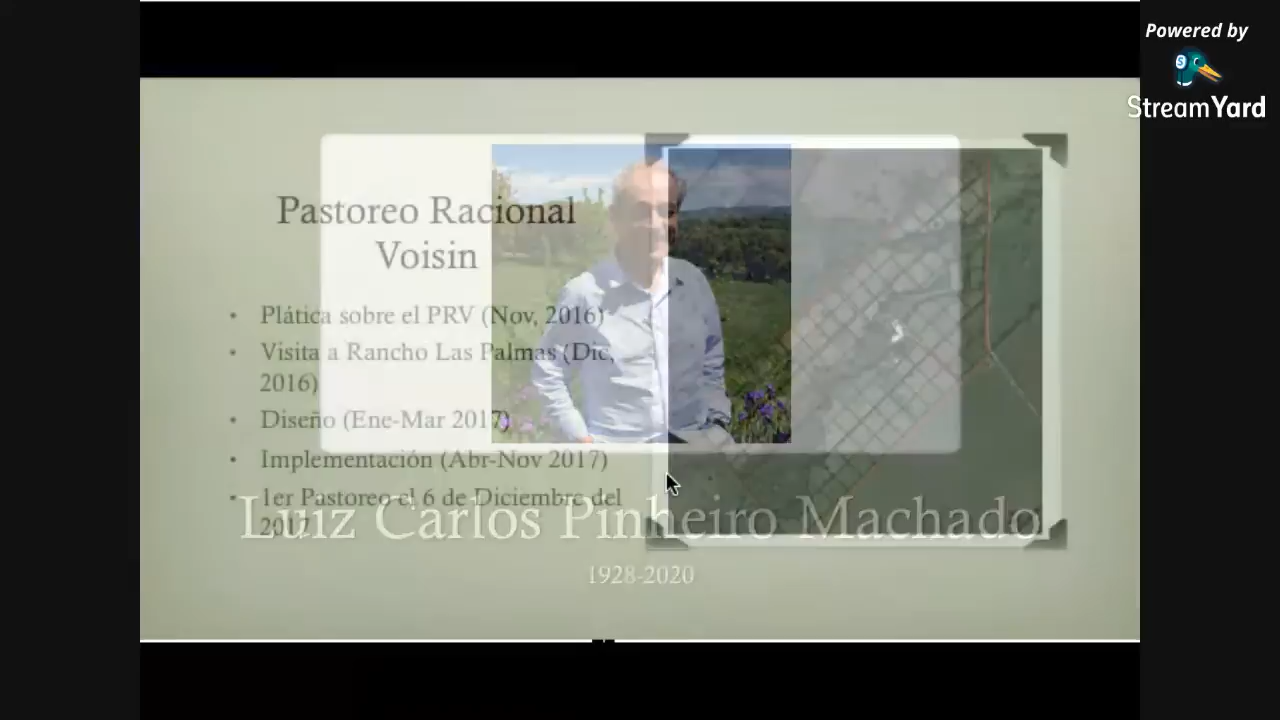 Powered by
StreamYard
Pastoreo Racional
Voisin
• Plática sobre el PRV (Nov, 2016)
• Visita a Rancho Las Palmas (Dic,
2016)
• Diseño (Ene-Mar 2017)
• Implementación (Abr-Nov 2017)
• 1er Pastoreo el 6 de Diciembre del
2017
Luiz Carlos Pinheiro Machado
1928-2020